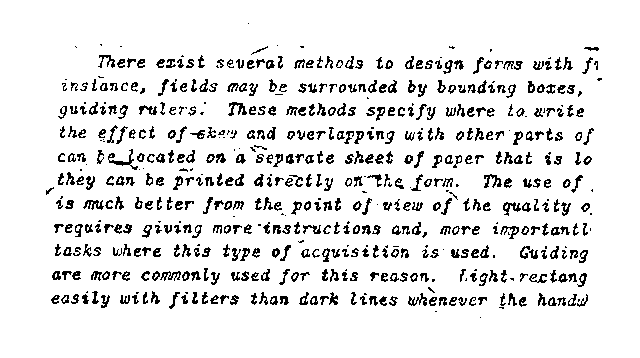 There exist several methods to design forms with fi
instance, fields may be surrounded by bounding boxes,
guiding rulers. These methods specify where to write
the effect of skew and overlapping with other parts of
can be located on a separate sheet of paper that is lo
they can be printed directly on the form. The use of
is much better from the point of view of the quality o
requires giving more instructions and, more importantl
tasks where this type of acquisition is used. Guiding
are more commonly used for this reason. Light rectang
easily with filters than dark lines whenever the handw